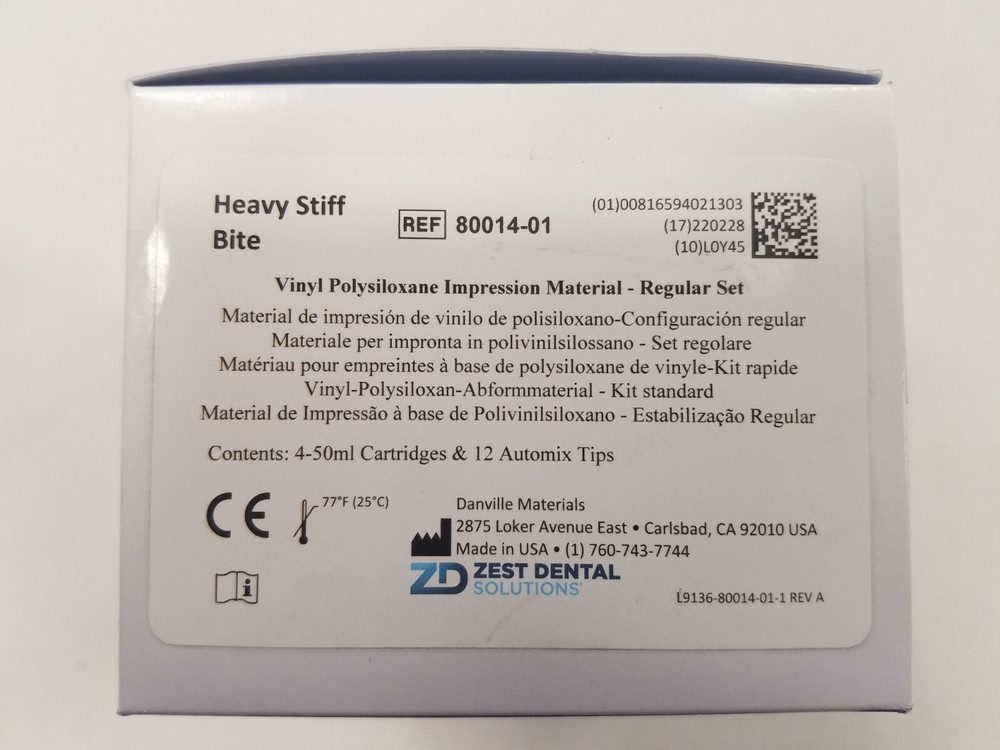 Heavy Stiff
Bite
REF 80014-01
(01)00816594021303
(17)220228
(10)L0Y45
Vinyl Polysiloxane Impression Material - Regular Set
Material de impresión de vinilo de polisiloxano-Configuración regular
Materiale per impronta in polivinilsilossano - Set regolare
Matériau pour empreintes à base de polysiloxane de vinyle-Kit rapide
Vinyl-Polysiloxan-Abformmaterial - Kit standard
Material de Impressão à base de Polivinilsiloxano - Estabilização Regular
Contents: 4-50ml Cartridges & 12 Automix Tips
CE
77°F (25°C)
Danville Materials
2875 Loker Avenue East • Carlsbad, CA 92010 USA
Made in USA • (1) 760-743-7744
ZD ZEST DENTAL
SOLUTIONS
i
L9136-80014-01-1 REV A